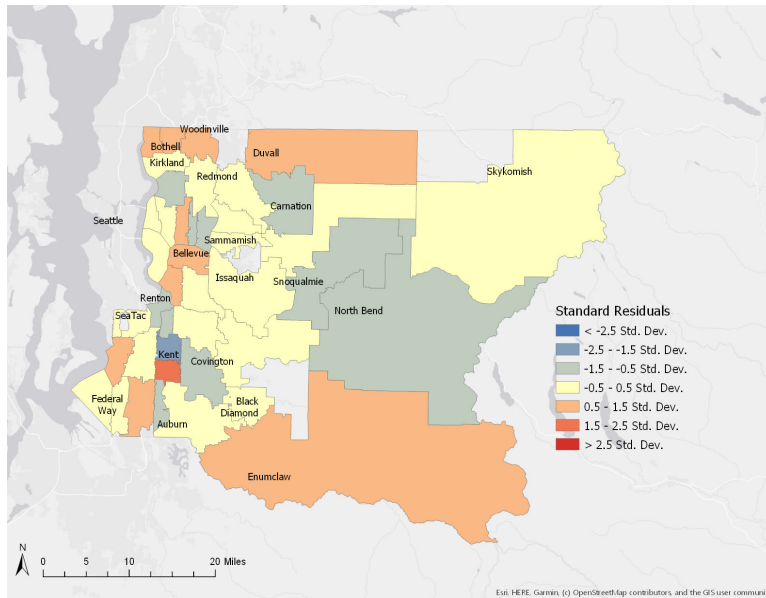 Woodinville
Bothell
Duvall
Kirkland
Skykomish
Redmond
Carnation
Seattle
Sammamish
Bellevue
Issaquah
Snoqualmie
Renton
North Bend
SeaTac
Standard Residuals
< -2.5 Std. Dev.
-2.5 - -1.5 Std. Dev.
-1.5 - -0.5 Std. Dev.
-0.5 - 0.5 Std. Dev.
0.5 - 1.5 Std. Dev.
1.5 - 2.5 Std. Dev.
> 2.5 Std. Dev.
Kent
Covington
Federal
Way
Black
Diamond
Auburn
Enumclaw
N
0 5 10 20 Miles
Esri, HERE, Garmin, (c) OpenStreetMap contributors, and the GIS user communi